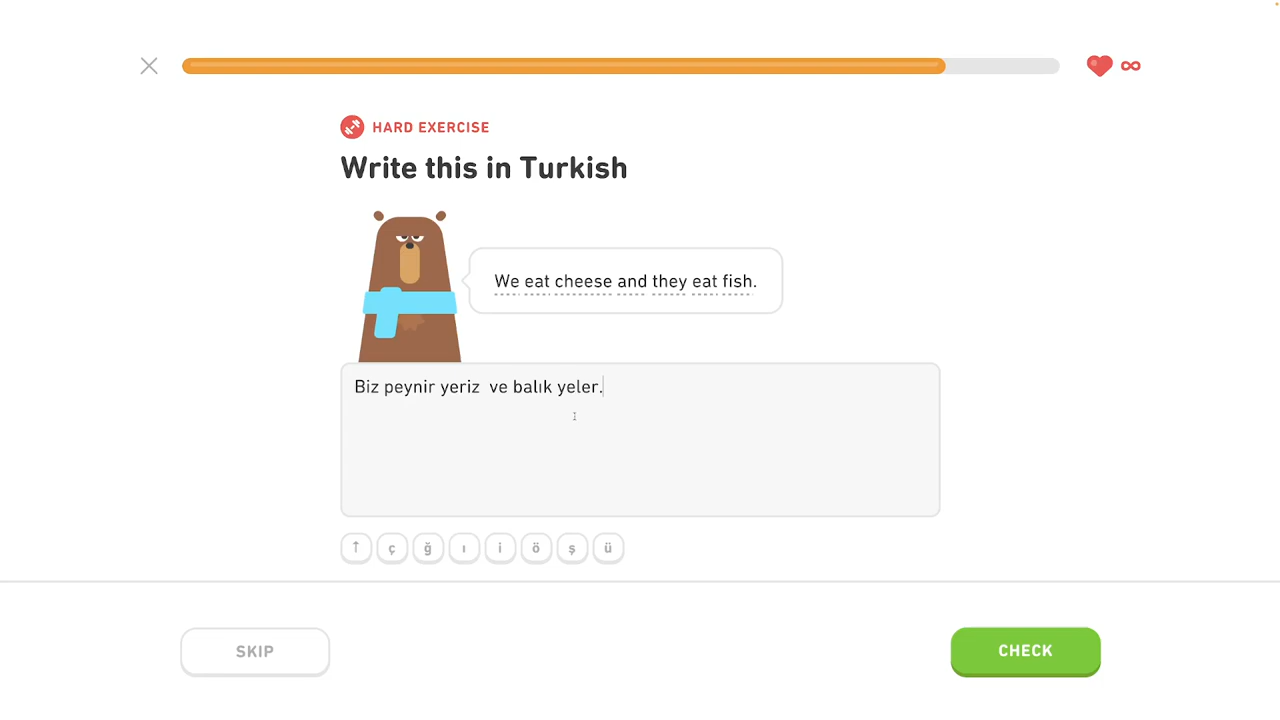 HARD EXERCISE
Write this in Turkish
We eat cheese and they eat fish.
Biz peynir yeriz  ve balık yeler.
↑ ç ğ ı i ö ş ü
SKIP
CHECK